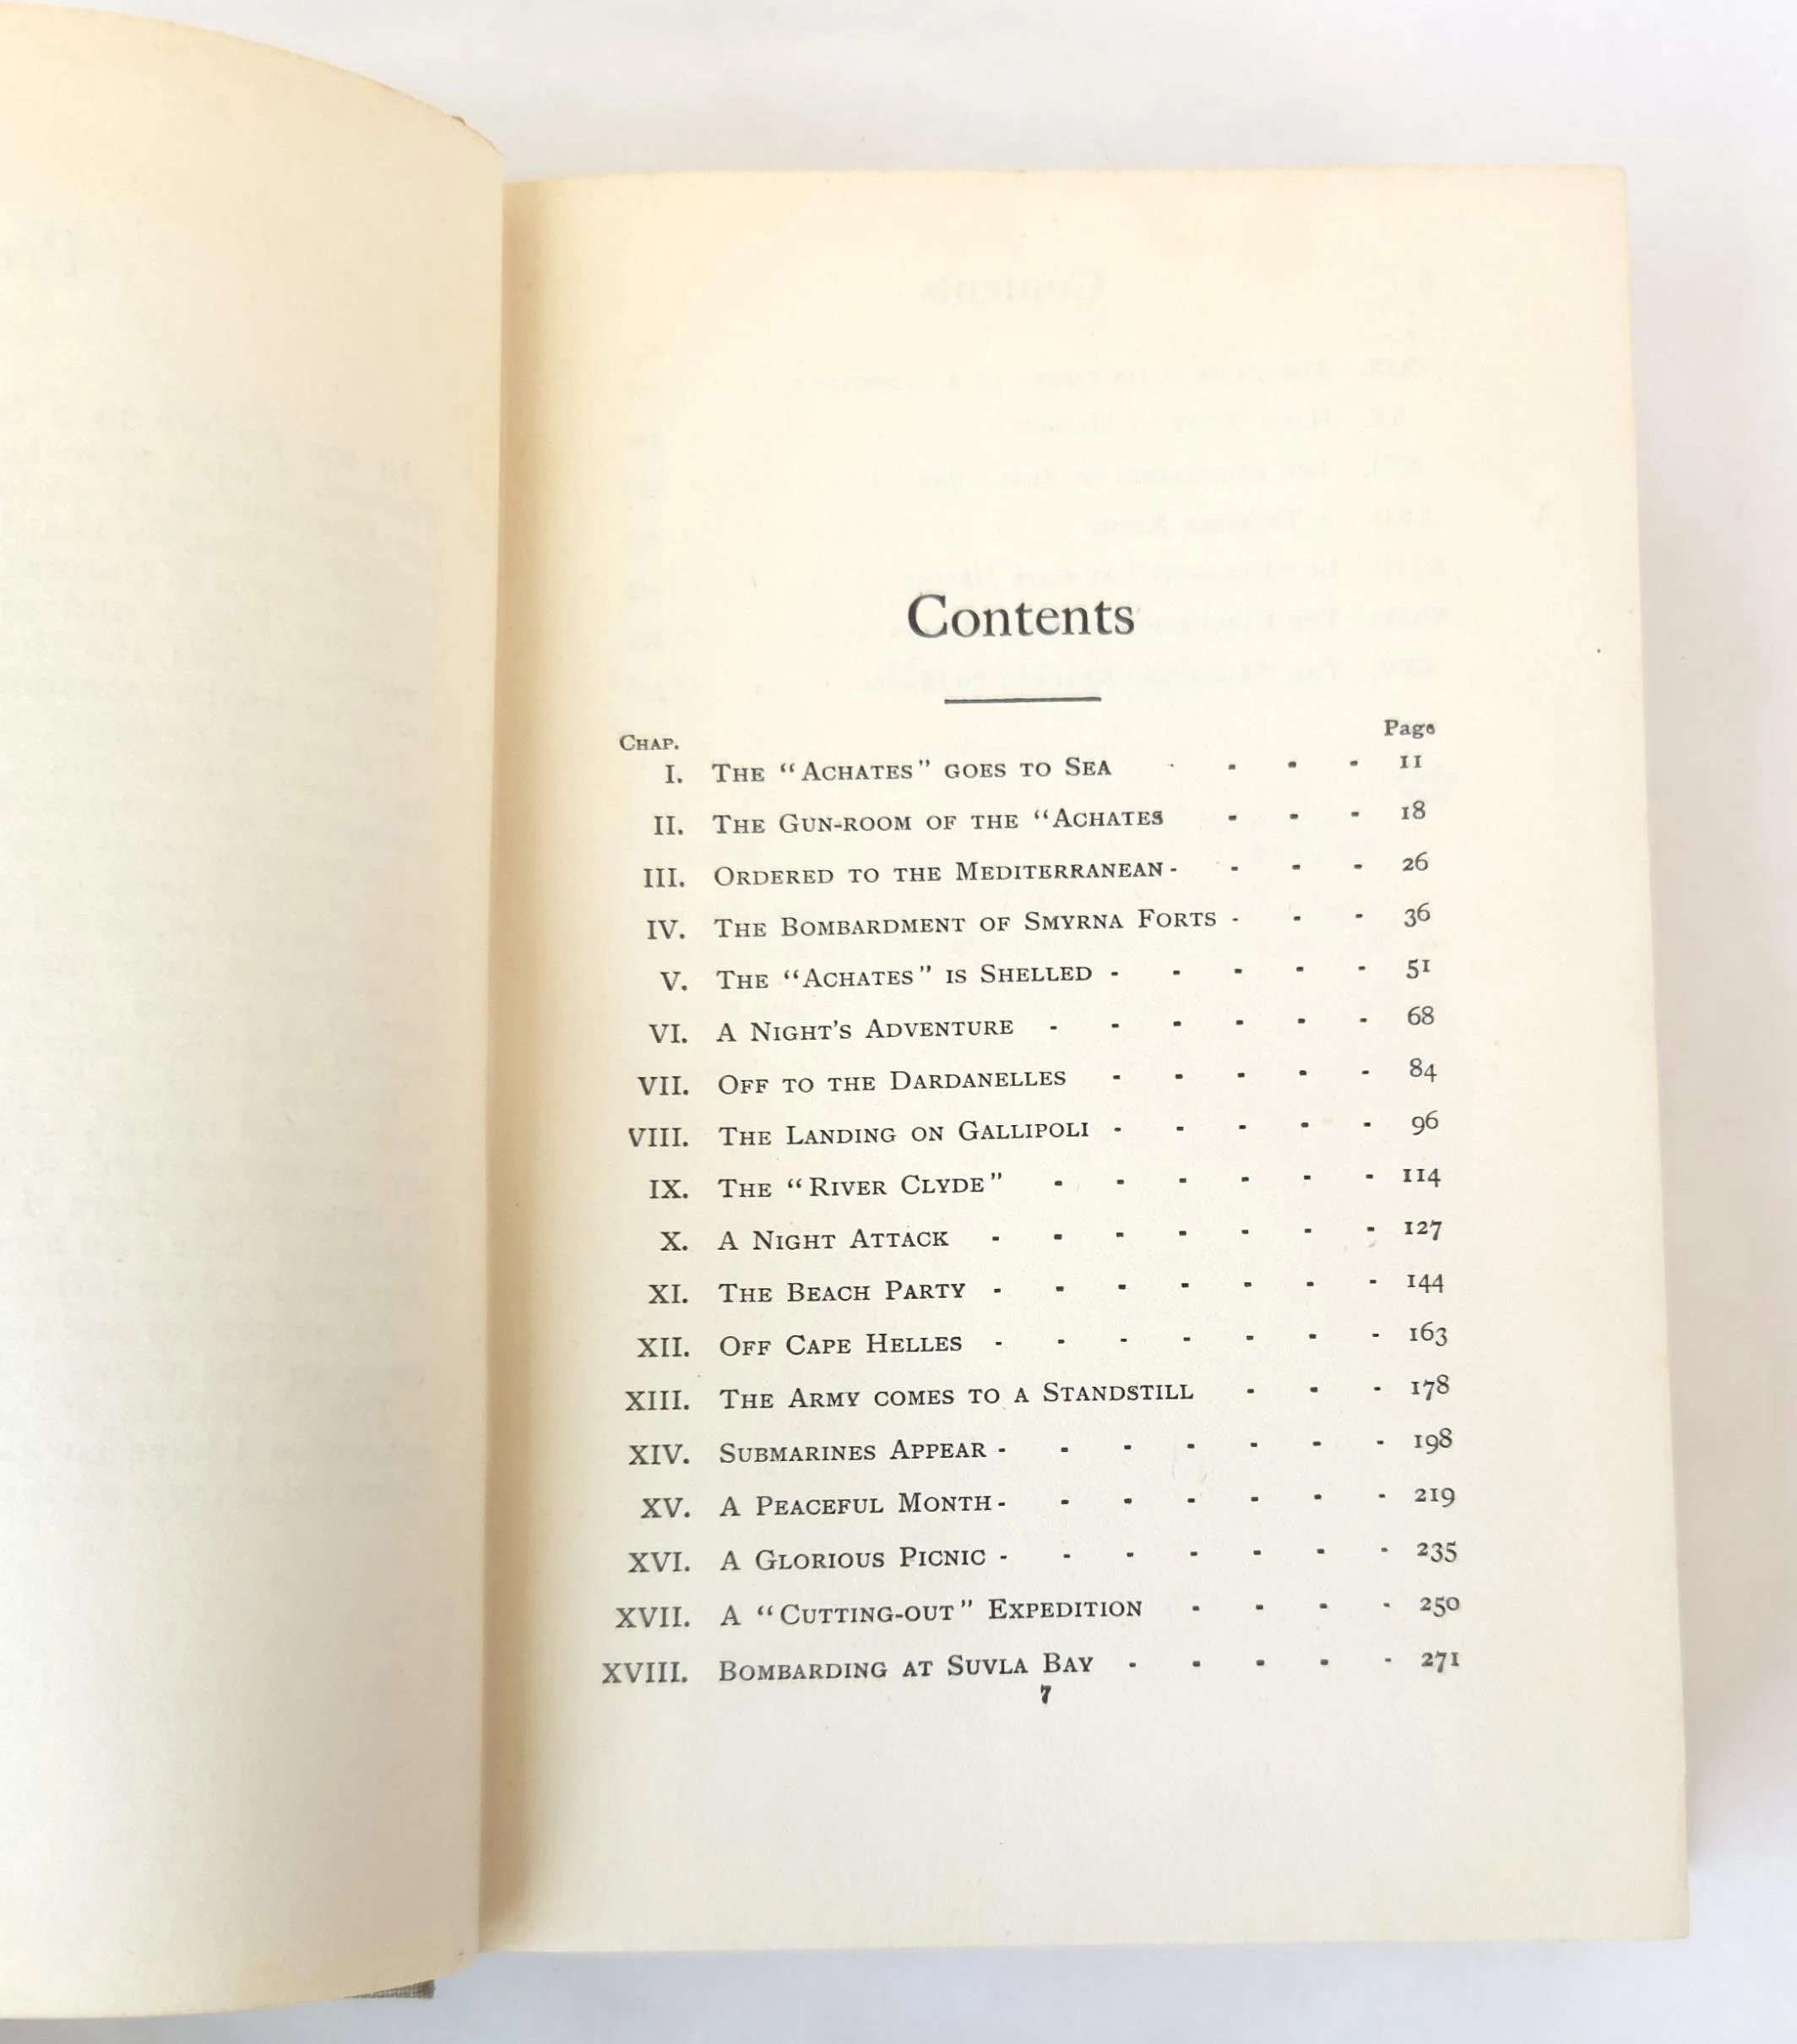 Contents
CHAP. Page
I. THE "ACHATES" GOES TO SEA - - - - 11
II. THE GUN-ROOM OF THE "ACHATES - - - 18
III. ORDERED TO THE MEDITERRANEAN - - - - 26
IV. THE BOMBARDMENT OF SMYRNA FORTS - - - 36
V. THE "ACHATES" IS SHELLED - - - - - 51
VI. A NIGHT'S ADVENTURE - - - - - - 68
VII. OFF TO THE DARDANELLES - - - - - 84
VIII. THE LANDING ON GALLIPOLI - - - - - 96
IX. THE "RIVER CLYDE" - - - - - - 114
X. A NIGHT ATTACK - - - - - - - 127
XI. THE BEACH PARTY - - - - - - - 144
XII. OFF CAPE HELLES - - - - - - - 163
XIII. THE ARMY COMES TO A STANDSTILL - - - 178
XIV. SUBMARINES APPEAR - - - - - - - 198
XV. A PEACEFUL MONTH - - - - - - - 219
XVI. A GLORIOUS PICNIC - - - - - - - 235
XVII. A "CUTTING-OUT" EXPEDITION - - - - 250
XVIII. BOMBARDING AT SUVLA BAY - - - - - 271
7